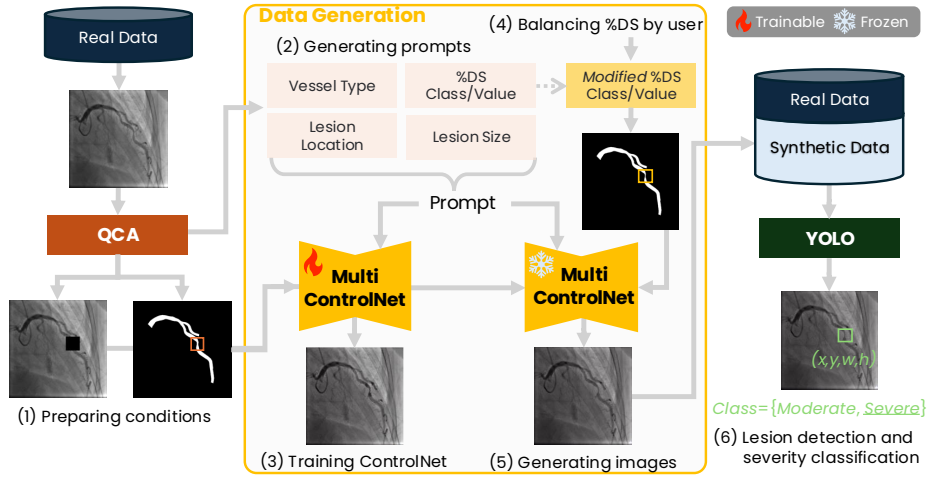 Real Data
QCA
(1) Preparing conditions
Data Generation
(2) Generating prompts
Vessel Type
%DS
Class/Value
Lesion
Location
Lesion Size
(4) Balancing %DS by user
Modified %DS
Class/Value
Prompt
Multi
ControlNet
Multi
ControlNet
(3) Training ControlNet
(5) Generating images
Trainable
Frozen
Real Data
Synthetic Data
YOLO
(x,y,w,h)
Class={Moderate, Severe}
(6) Lesion detection and
severity classification